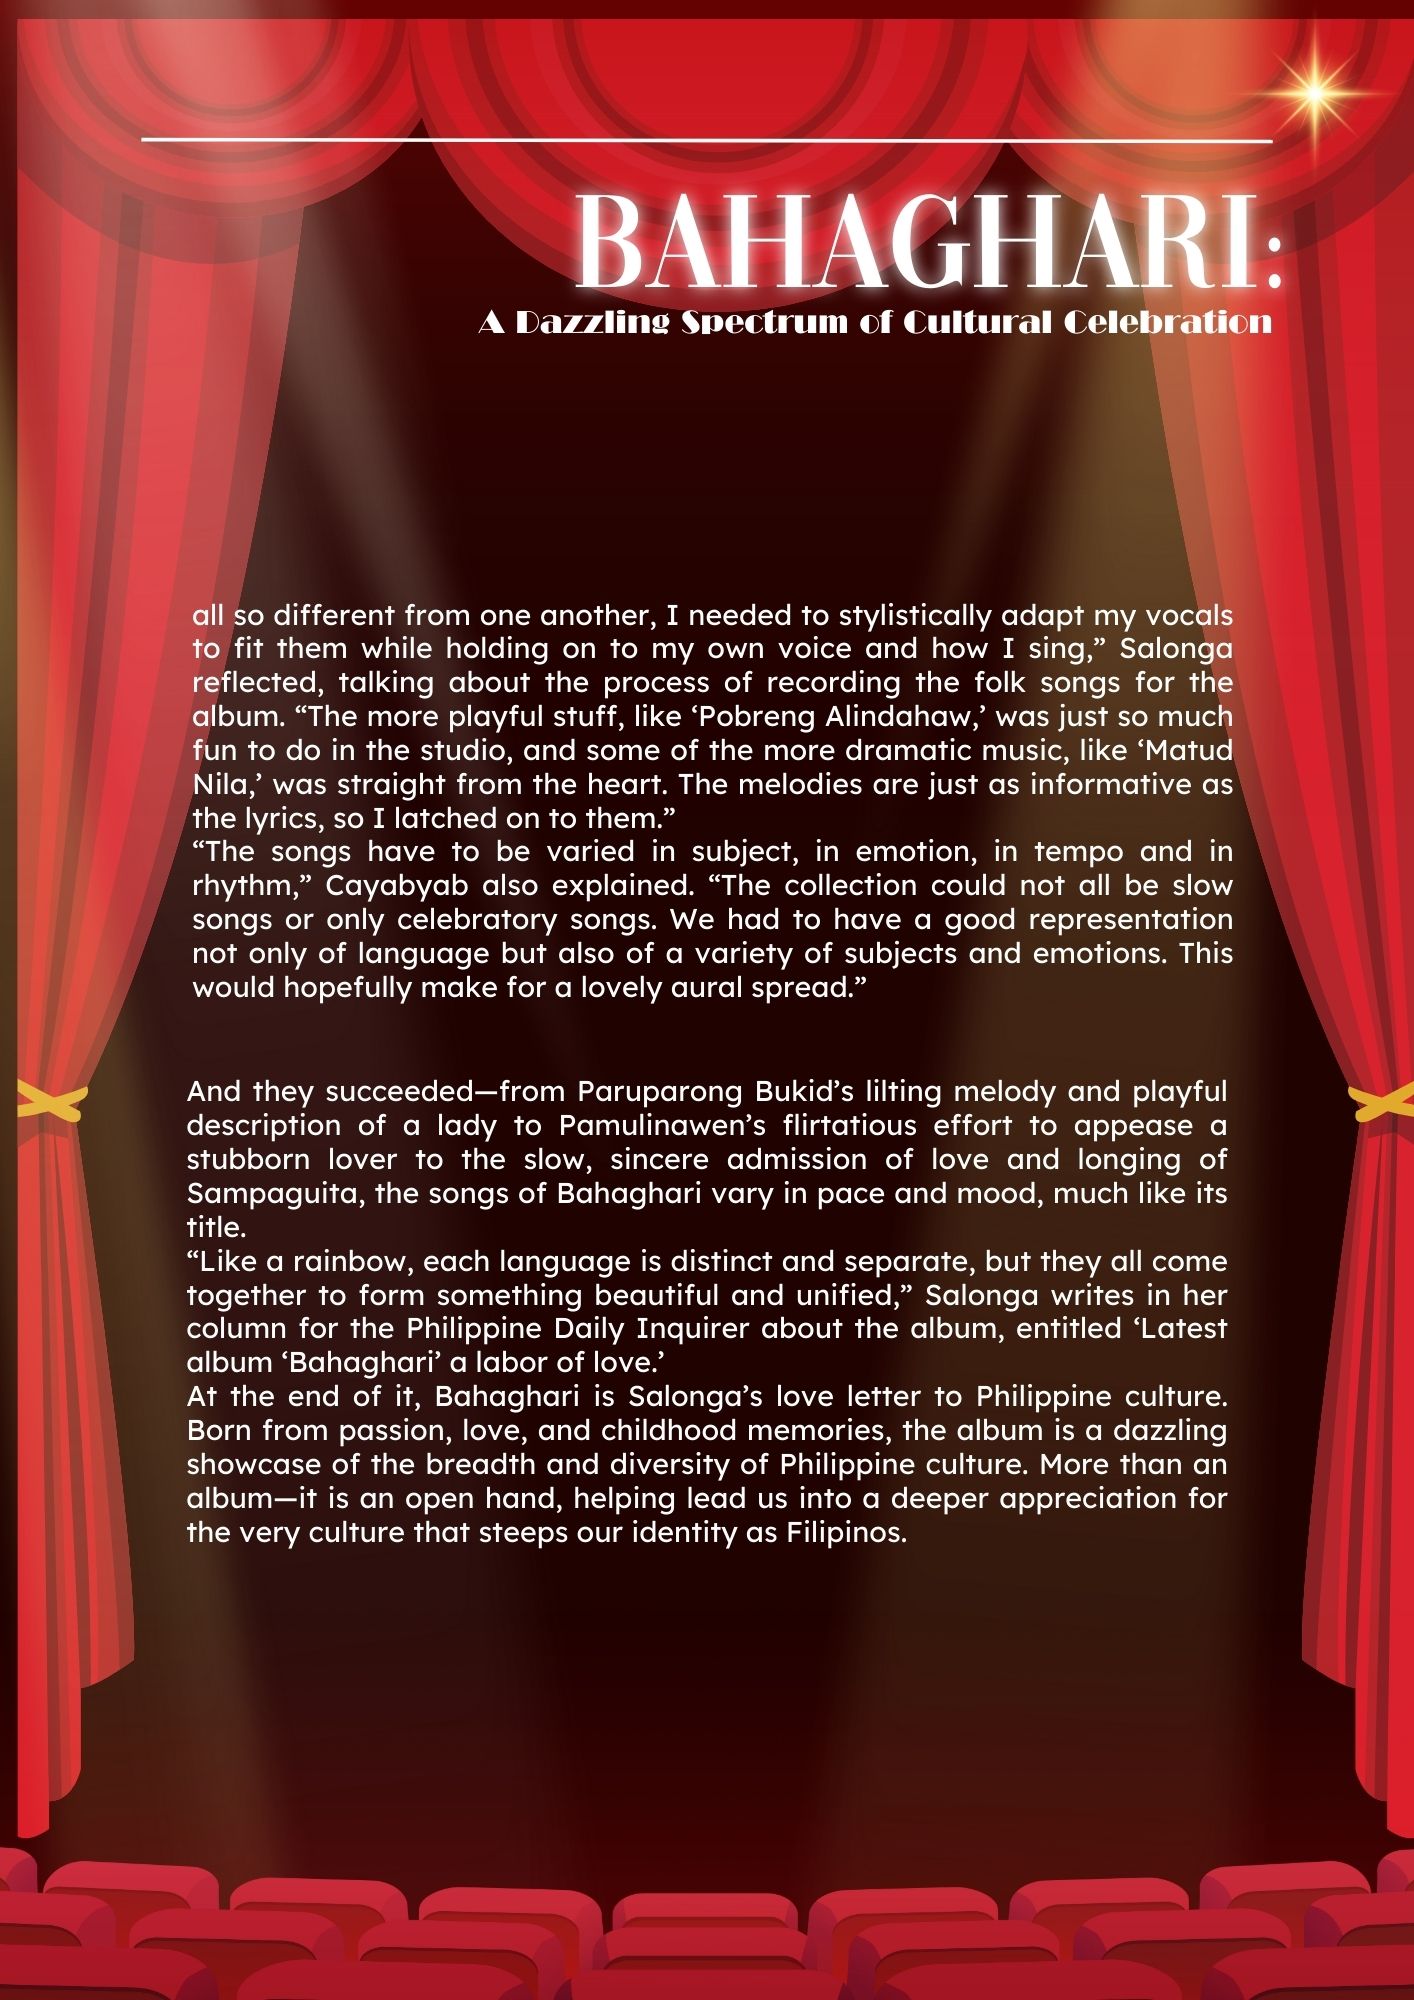 BAHAGHARI:
A Dazzling Spectrum of Cultural Celebration
all so different from one another, I needed to stylistically adapt my vocals
to fit them while holding on to my own voice and how I sing,” Salonga
reflected, talking about the process of recording the folk songs for the
album. “The more playful stuff, like ‘Pobreng Alindahaw,’ was just so much
fun to do in the studio, and some of the more dramatic music, like ‘Matud
Nila,’ was straight from the heart. The melodies are just as informative as
the lyrics, so I latched on to them.”
“The songs have to be varied in subject, in emotion, in tempo and in
rhythm,” Cayabyab also explained. “The collection could not all be slow
songs or only celebratory songs. We had to have a good representation
not only of language but also of a variety of subjects and emotions. This
would hopefully make for a lovely aural spread.”
And they succeeded—from Paruparong Bukid’s lilting melody and playful
description of a lady to Pamulinawen’s flirtatious effort to appease a
stubborn lover to the slow, sincere admission of love and longing of
Sampaguita, the songs of Bahaghari vary in pace and mood, much like its
title.
“Like a rainbow, each language is distinct and separate, but they all come
together to form something beautiful and unified,” Salonga writes in her
column for the Philippine Daily Inquirer about the album, entitled ‘Latest
album ‘Bahaghari’ a labor of love.’
At the end of it, Bahaghari is Salonga’s love letter to Philippine culture.
Born from passion, love, and childhood memories, the album is a dazzling
showcase of the breadth and diversity of Philippine culture. More than an
album—it is an open hand, helping lead us into a deeper appreciation for
the very culture that steeps our identity as Filipinos.